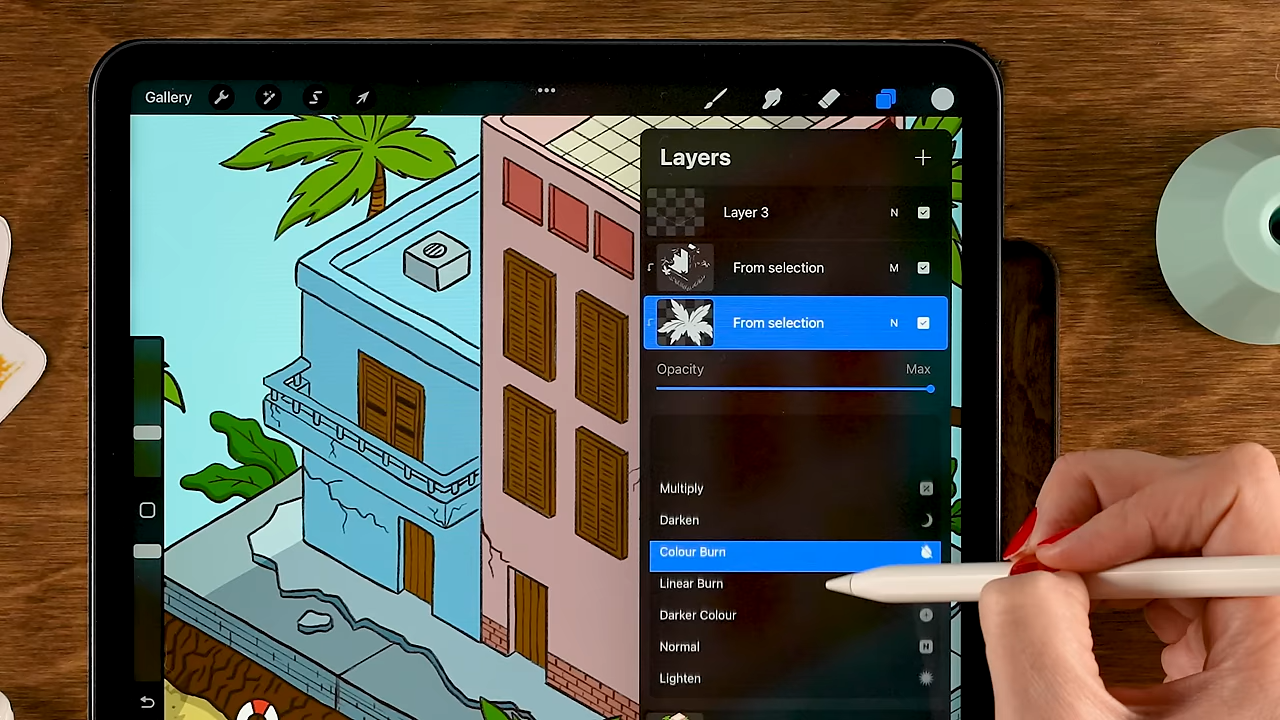 Gallery
Layers
Layer 3 N
From selection M
From selection N
Opacity Max
Multiply
Darken
Colour Burn
Linear Burn
Darker Colour
Normal N
Lighten